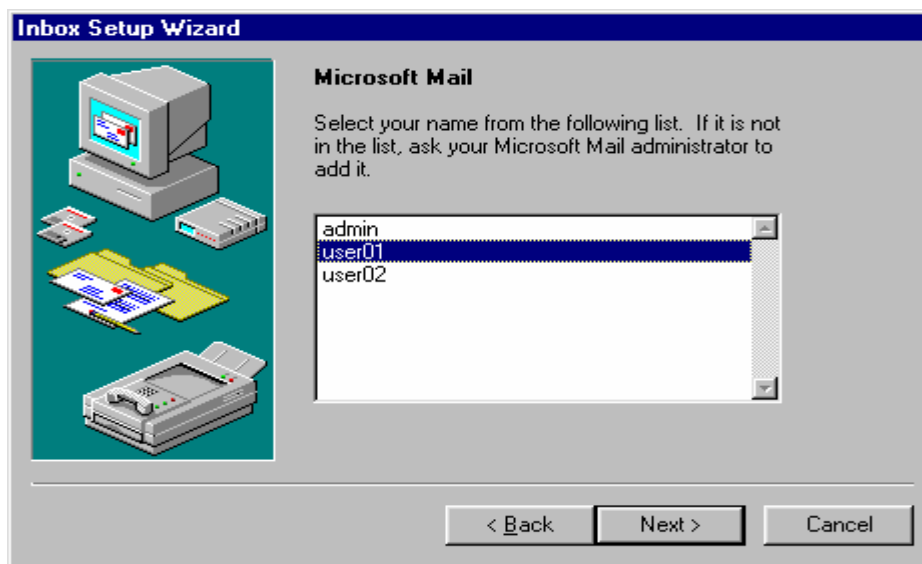 Inbox Setup Wizard
Microsoft Mail
Select your name from the following list. If it is not
in the list, ask your Microsoft Mail administrator to
add it.
admin
user01
user02
< Back Next > Cancel